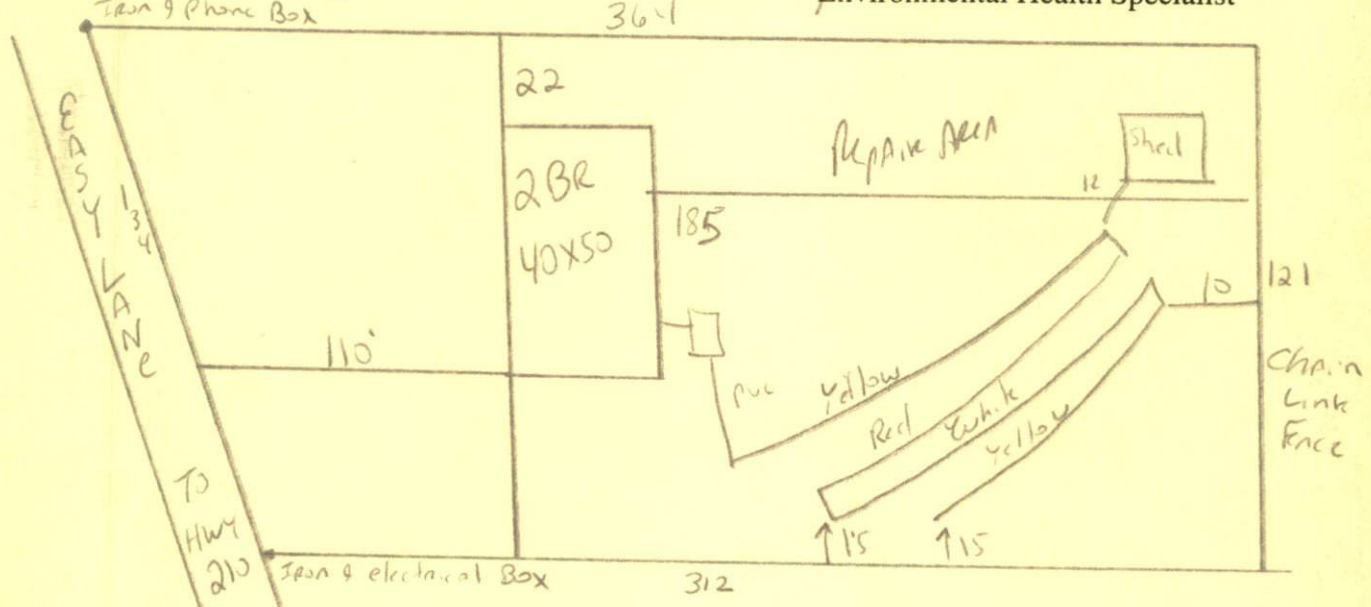 Iron & Phone Box
364
Environmental Health Specialist
22
EASY LANE
134
2BR
40X50
Repair Area
Shed
12
185
10
121
110'
Chain
Link
Fence
PVC
Yellow
Red
White
Yellow
TO
HWY
210
15
15
Iron & electrical Box
312